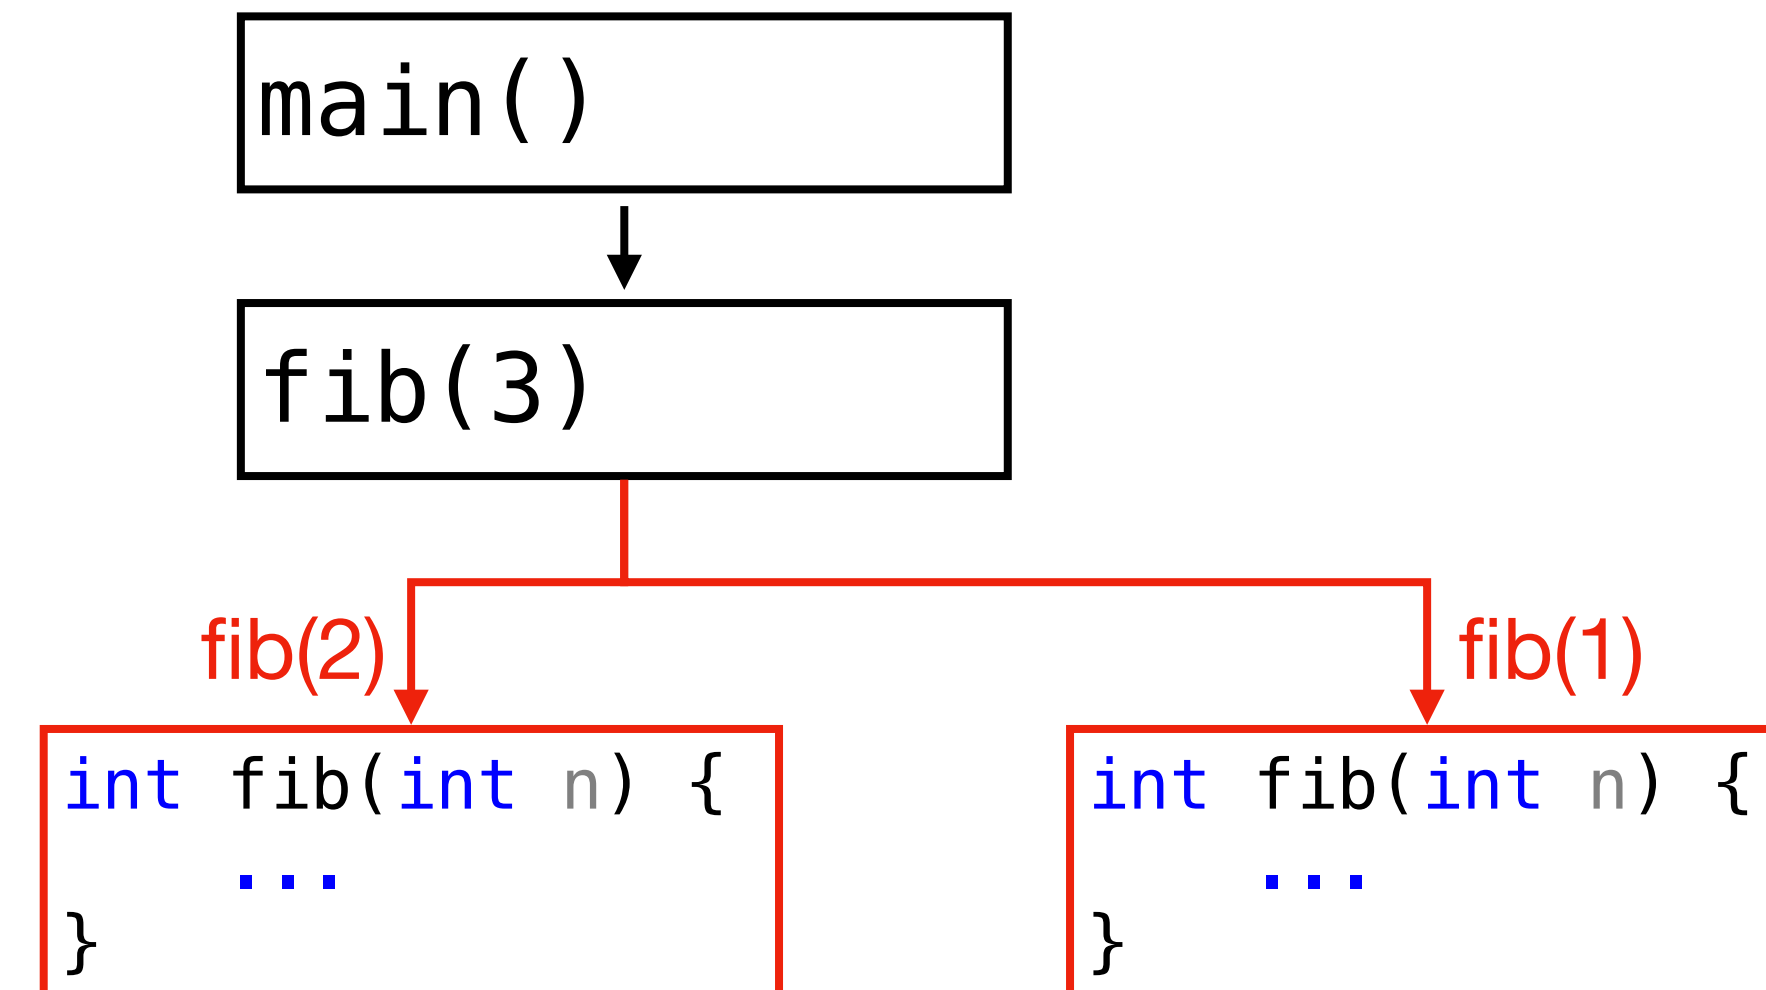 main()
fib(3)
fib(2)
fib(1)
int fib(int n) {
...
}
int fib(int n) {
...
}